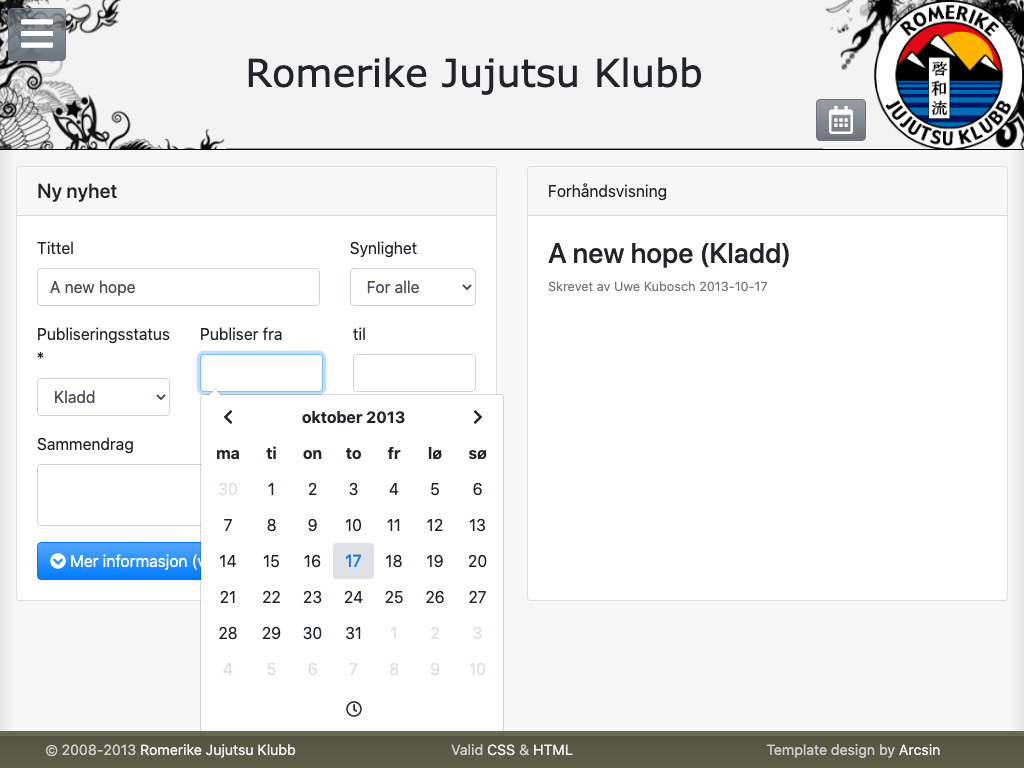 Romerike Jujutsu Klubb
ROMERIKE
啓和流
JUJUTSU KLUBB
Ny nyhet
Tittel
Synlighet
A new hope
For alle
Publiseringsstatus
*
Publiser fra
til
Kladd
Sammendrag
Mer informasjon (
oktober 2013
ma ti on to fr lø sø
30 1 2 3 4 5 6
7 8 9 10 11 12 13
14 15 16 17 18 19 20
21 22 23 24 25 26 27
28 29 30 31 1 2 3
4 5 6 7 8 9 10
Forhåndsvisning
A new hope (Kladd)
Skrevet av Uwe Kubosch 2013-10-17
© 2008-2013 Romerike Jujutsu Klubb
Valid CSS & HTML
Template design by Arcsin